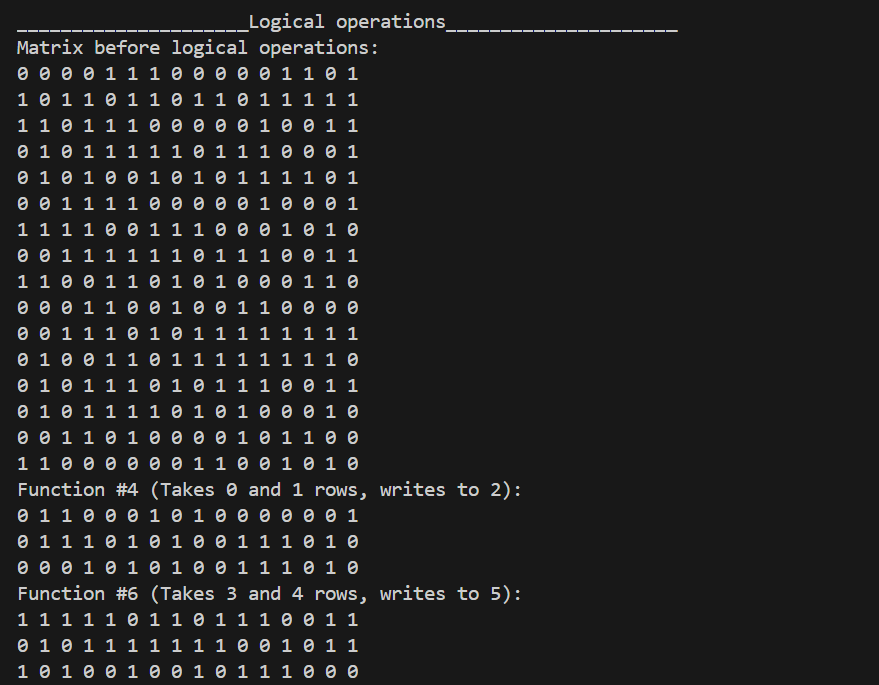 _____________________Logical operations_____________________
Matrix before logical operations:
0 0 0 0 1 1 1 0 0 0 0 0 1 1 0 1
1 0 1 1 0 1 1 0 1 1 0 1 1 1 1 1
1 1 0 1 1 1 0 0 0 0 0 1 0 0 1 1
0 1 0 1 1 1 1 1 0 1 1 1 0 0 0 1
0 1 0 1 0 0 1 0 1 0 1 1 1 1 0 1
0 0 1 1 1 1 0 0 0 0 0 1 0 0 0 1
1 1 1 1 0 0 1 1 1 0 0 0 1 0 1 0
0 0 1 1 1 1 1 1 0 1 1 1 0 0 1 1
1 1 0 0 1 1 0 1 0 1 0 0 0 1 1 0
0 0 0 1 1 0 0 1 0 0 1 1 0 0 0 0
0 0 1 1 1 0 1 0 1 1 1 1 1 1 1 1
0 1 0 0 1 1 0 1 1 1 1 1 1 1 1 0
0 1 0 1 1 1 0 1 0 1 1 1 0 0 1 1
0 1 0 1 1 1 1 0 1 0 1 0 0 0 1 0
0 0 1 1 0 1 0 0 0 0 1 0 1 1 0 0
1 1 0 0 0 0 0 0 1 1 0 0 1 0 1 0
Function #4 (Takes 0 and 1 rows, writes to 2):
0 1 1 0 0 0 1 0 1 0 0 0 0 0 0 1
0 1 1 1 0 1 0 1 0 0 1 1 1 0 1 0
0 0 0 1 0 1 0 1 0 0 1 1 1 0 1 0
Function #6 (Takes 3 and 4 rows, writes to 5):
1 1 1 1 1 0 1 1 0 1 1 1 0 0 1 1
0 1 0 1 1 1 1 1 1 1 0 0 1 0 1 1
1 0 1 0 0 1 0 0 1 0 1 1 1 0 0 0